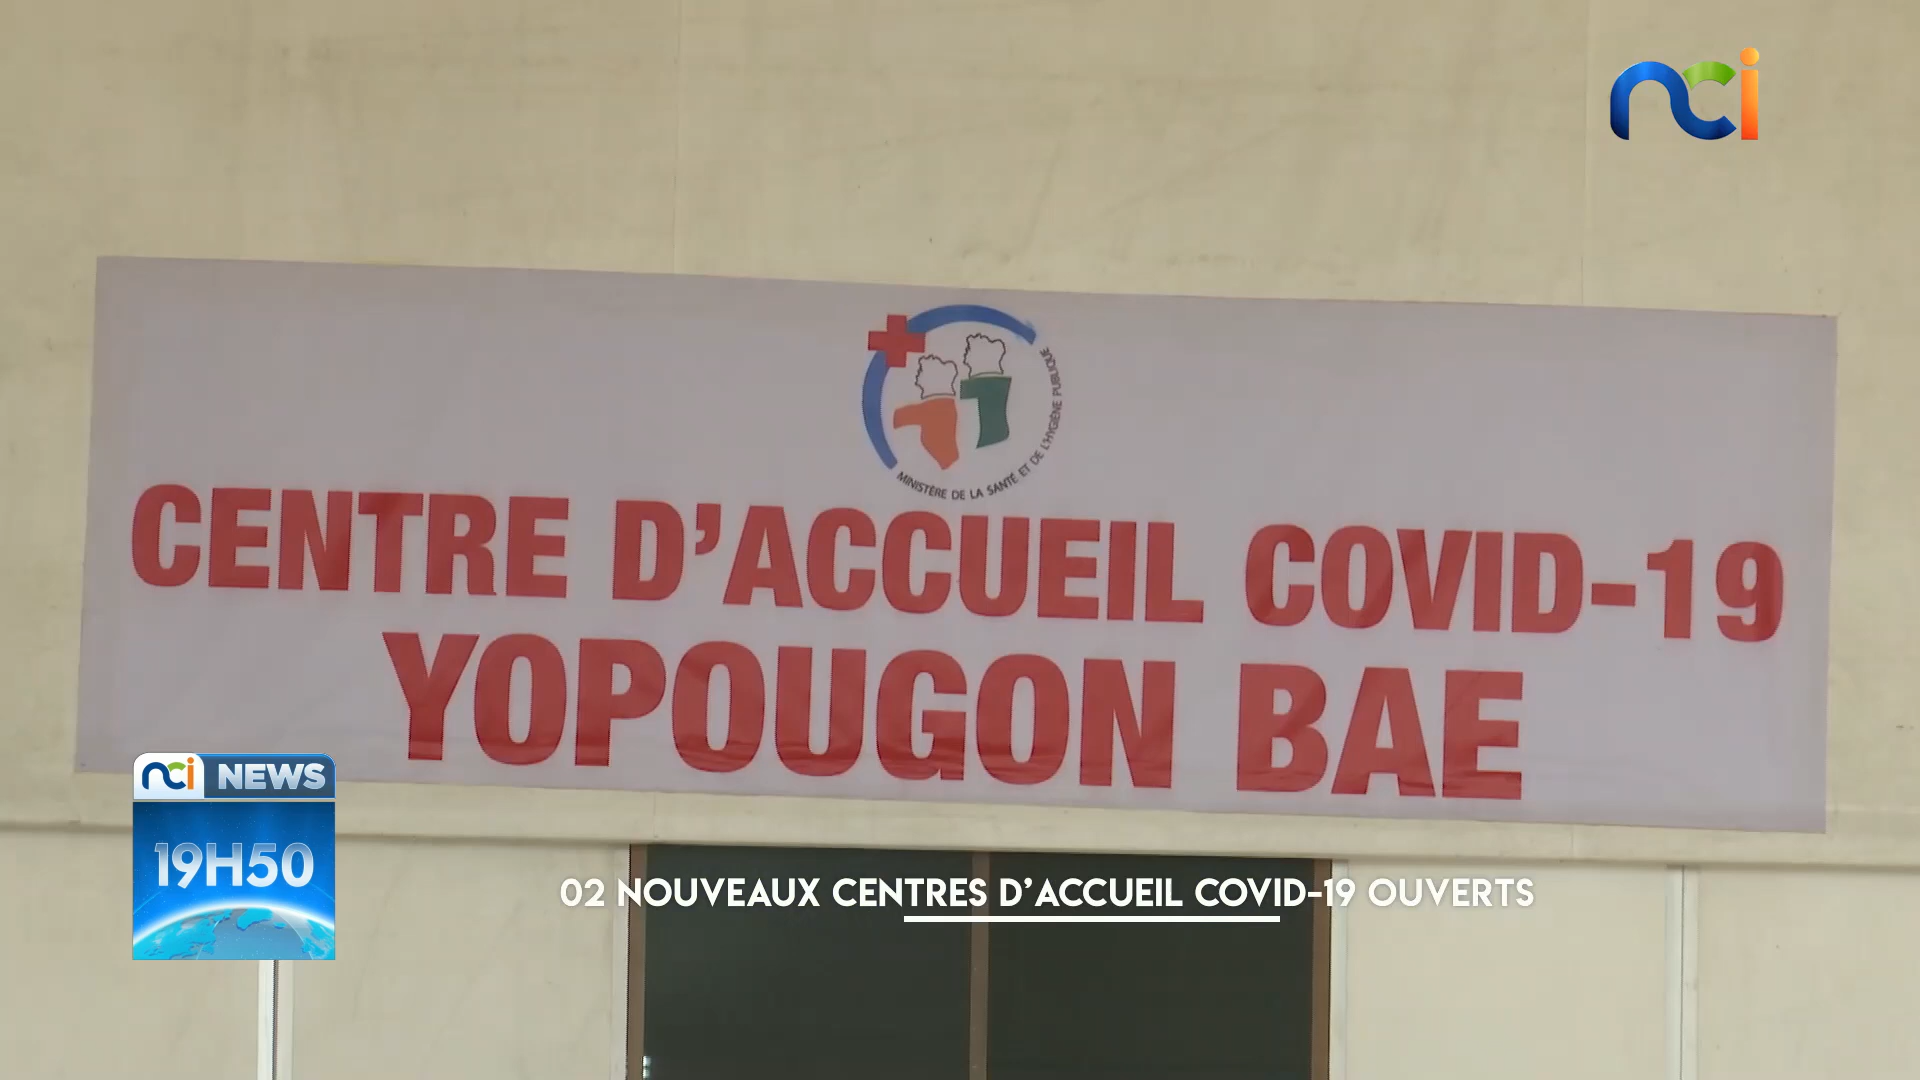 nci
MINISTÈRE DE LA SANTÉ ET DE L'HYGIÈNE PUBLIQUE
CENTRE D'ACCUEIL COVID-19
YOPOUGON BAE
nci NEWS
19H50
02 NOUVEAUX CENTRES D'ACCUEIL COVID-19 OUVERTS